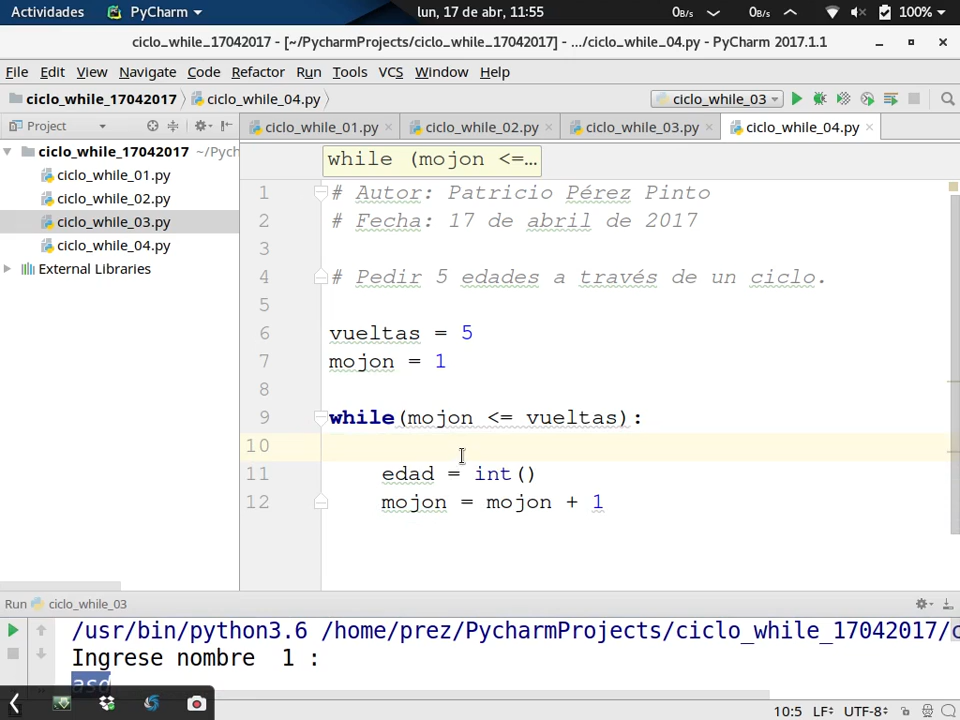 Actividades PyCharm lun, 17 de abr, 11:55 0B/s 0B/s 100%
ciclo_while_17042017 - [~/PycharmProjects/ciclo_while_17042017] - .../ciclo_while_04.py - PyCharm 2017.1.1
File Edit View Navigate Code Refactor Run Tools VCS Window Help
ciclo_while_17042017 ciclo_while_04.py ciclo_while_03
Project ciclo_while_01.py ciclo_while_02.py ciclo_while_03.py ciclo_while_04.py
ciclo_while_17042017 ~/Pych
ciclo_while_01.py
ciclo_while_02.py
ciclo_while_03.py
ciclo_while_04.py
External Libraries
while (mojon <=...
1 # Autor: Patricio Pérez Pinto
2 # Fecha: 17 de abril de 2017
3
4 # Pedir 5 edades a través de un ciclo.
5
6 vueltas = 5
7 mojon = 1
8
9 while(mojon <= vueltas):
10
11 edad = int()
12 mojon = mojon + 1
Run ciclo_while_03
/usr/bin/python3.6 /home/prez/PycharmProjects/ciclo_while_17042017/c
Ingrese nombre 1 :
asd
10:5 LF UTF-8